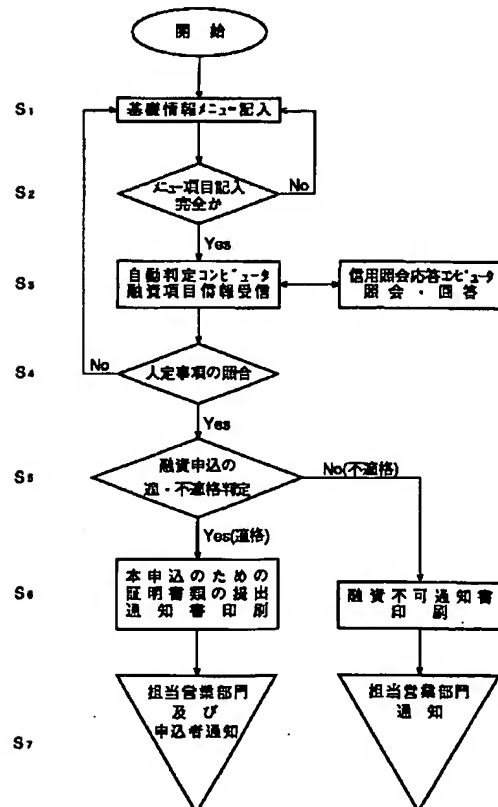 開始
S1
基礎情報メニュー記入
S2
メニュー項目記入
完全か
No
Yes
S3
自動判定コンピュータ
融資項目情報受信
信用照会応答コンピュータ
照会・回答
S4
No
人定事項の照合
Yes
S5
融資申込の
適・不適格判定
No(不適格)
Yes(適格)
S6
本申込のための
証明書類の提出
通知書印刷
融資不可通知書
印刷
S7
担当営業部門
及び
申込者通知
担当営業部門
通知